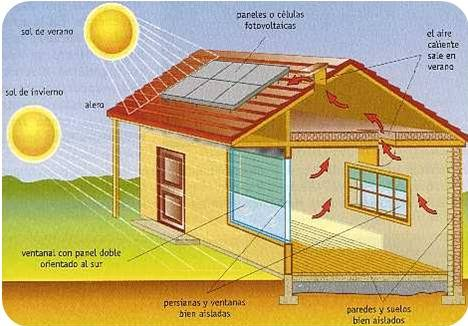 sol de verano
paneles o células
fotovoltaicas
el aire
caliente
sale en
verano
sol de invierno
alero
ventanal con panel doble
orientado al sur
persianas y ventanas
bien aisladas
paredes y suelos
bien aislados